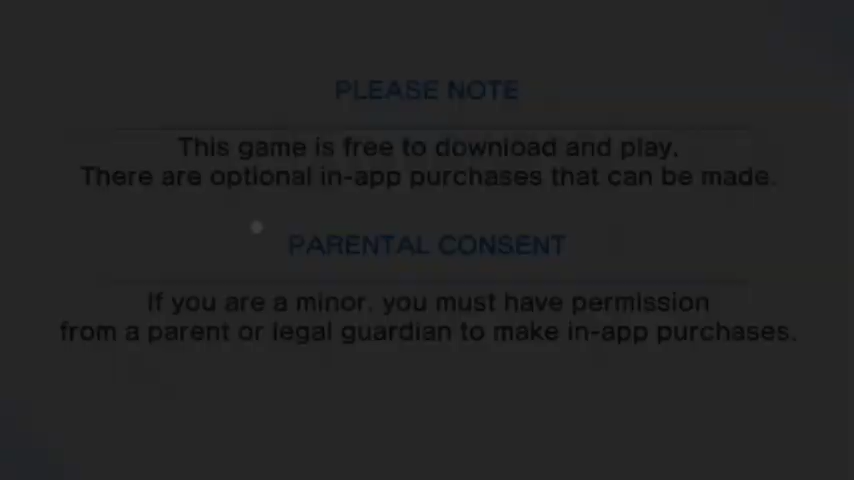 PLEASE NOTE
This game is free to download and play.
There are optional in-app purchases that can be made.
PARENTAL CONSENT
If you are a minor, you must have permission
from a parent or legal guardian to make in-app purchases.